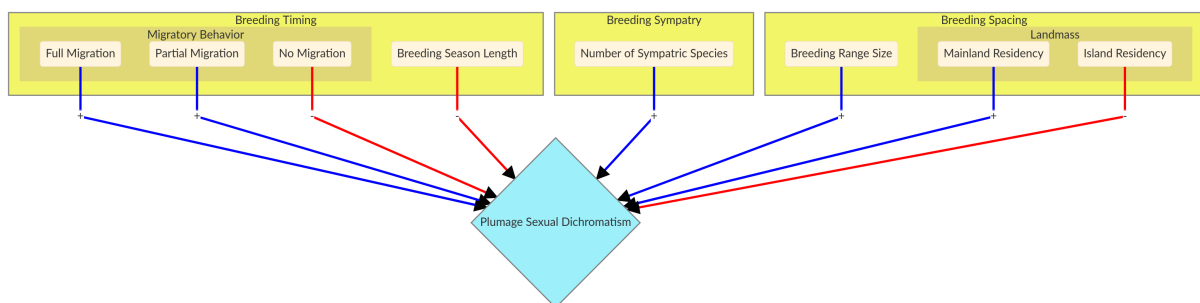 Breeding Timing
Breeding Sympatry
Breeding Spacing
Migratory Behavior
Landmass
Full Migration
Partial Migration
No Migration
Breeding Season Length
Number of Sympatric Species
Breeding Range Size
Mainland Residency
Island Residency
+
+
-
-
+
+
+
-
Plumage Sexual Dichromatism